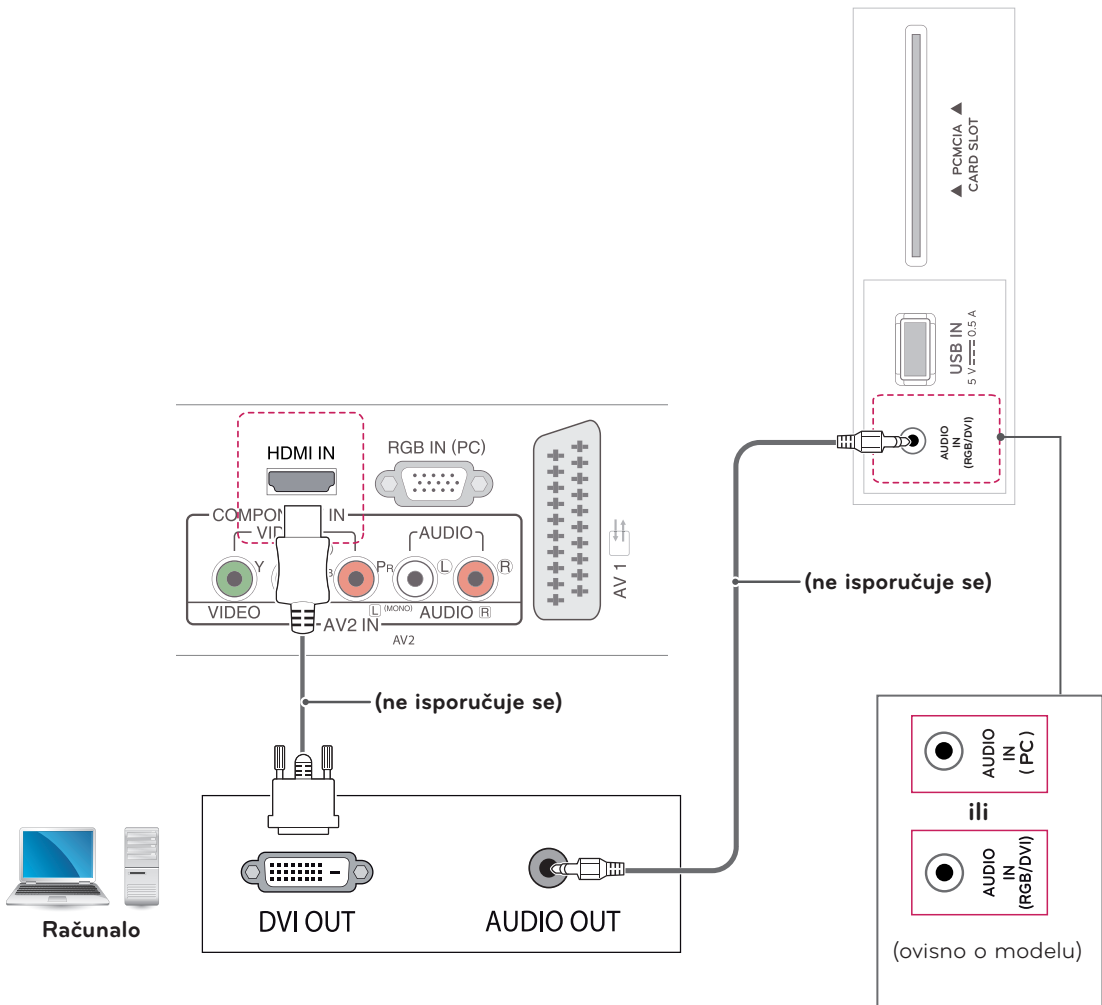 ▲ PCMCIA ▲
CARD SLOT
USB IN
5 V 0.5 A
AUDIO
IN
(RGB/DVI)
HDMI IN
RGB IN (PC)
IN
AUDIO
Y
PR
L
R
VIDEO
L (MONO) AUDIO R
AV2 IN
AV2
AV 1
(ne isporučuje se)
(ne isporučuje se)
AUDIO
IN
(PC)
ili
AUDIO
IN
(RGB/DVI)
(ovisno o modelu)
Računalo
DVI OUT
AUDIO OUT